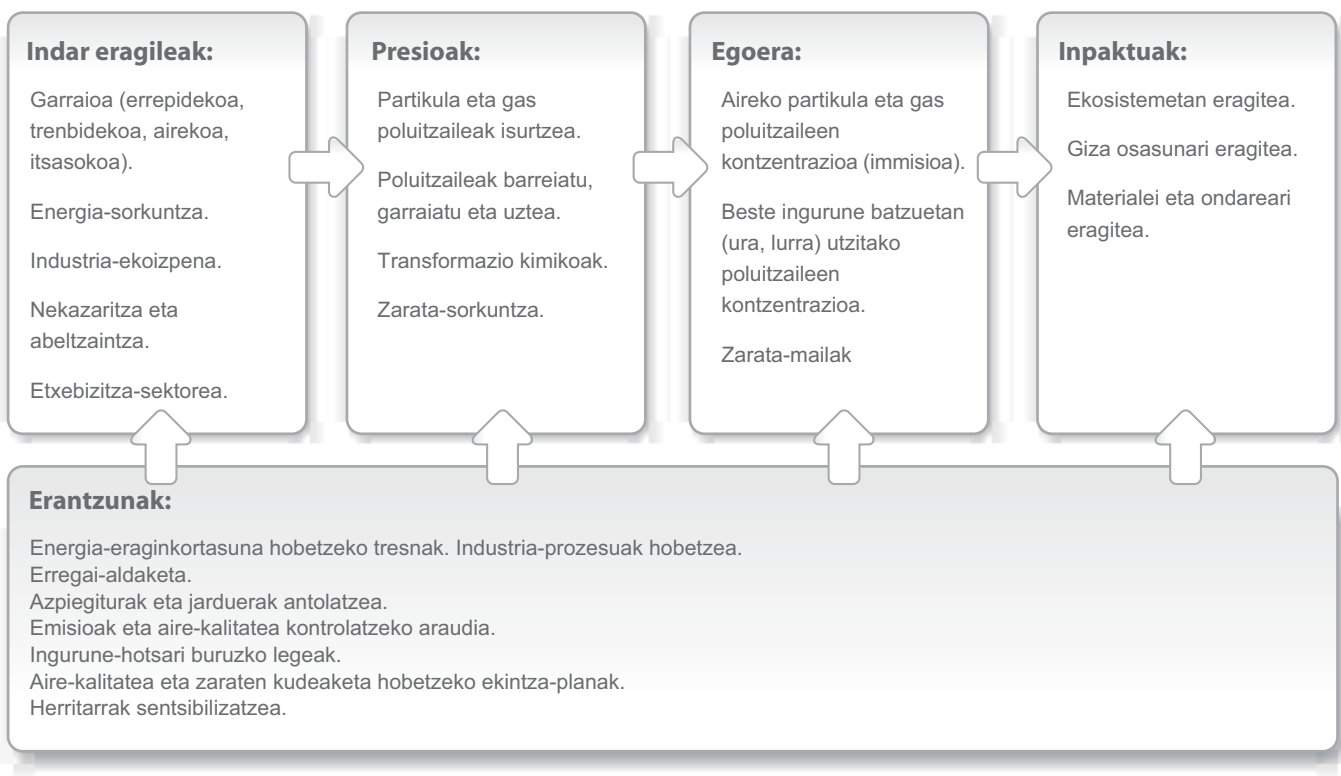 Indar eragileak:
Garraioa (errepidekoa,
trenbidekoa, airekoa,
itsasokoa).
Energia-sorkuntza.
Industria-ekoizpena.
Nekazaritza eta
abeltzaintza.
Etxebizitza-sektorea.
Presioak:
Partikula eta gas
poluitzaileak isurtzea.
Poluitzaileak barreiatu,
garraiatu eta uztea.
Transformazio kimikoak.
Zarata-sorkuntza.
Egoera:
Aireko partikula eta gas
poluitzaileen
kontzentrazioa (immisioa).
Beste ingurune batzuetan
(ura, lurra) utzitako
poluitzaileen
kontzentrazioa.
Zarata-mailak
Inpaktuak:
Ekosistemetan eragitea.
Giza osasunari eragitea.
Materialei eta ondareari
eragitea.
Erantzunak:
Energia-eraginkortasuna hobetzeko tresnak. Industria-prozesuak hobetzea.
Erregai-aldaketa.
Azpiegiturak eta jarduerak antolatzea.
Emisioak eta aire-kalitatea kontrolatzeko araudia.
Ingurune-hotsari buruzko legeak.
Aire-kalitatea eta zaraten kudeaketa hobetzeko ekintza-planak.
Herritarrak sentsibilizatzea.